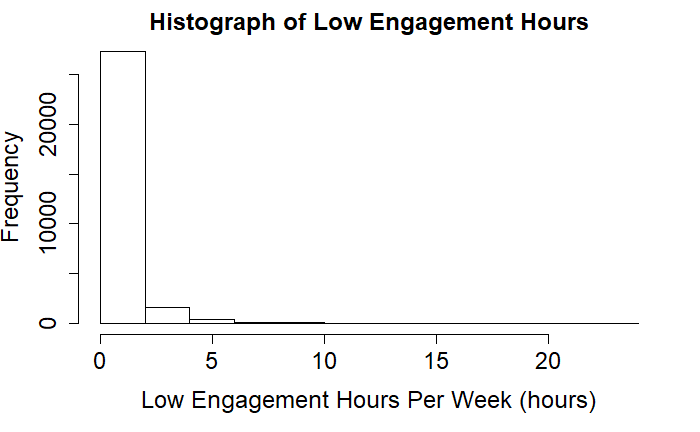 Histograph of Low Engagement Hours
Frequency
20000
10000
0
0 5 10 15 20
Low Engagement Hours Per Week (hours)